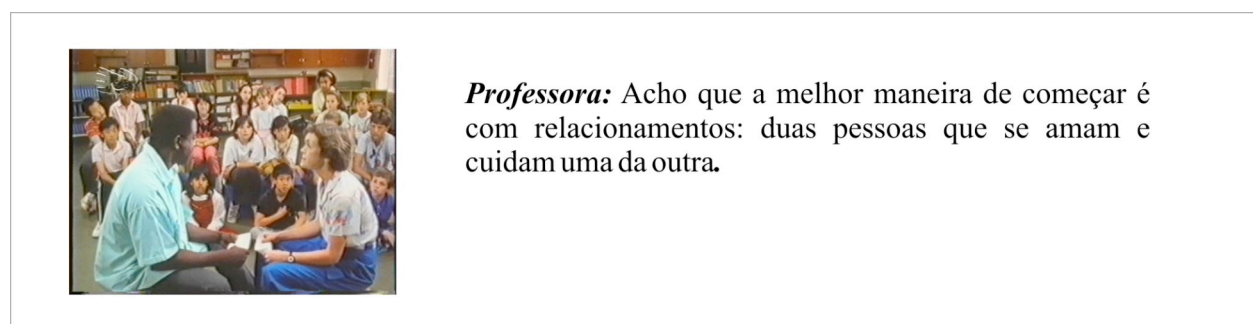 Professora: Acho que a melhor maneira de começar é
com relacionamentos: duas pessoas que se amam e
cuidam uma da outra.